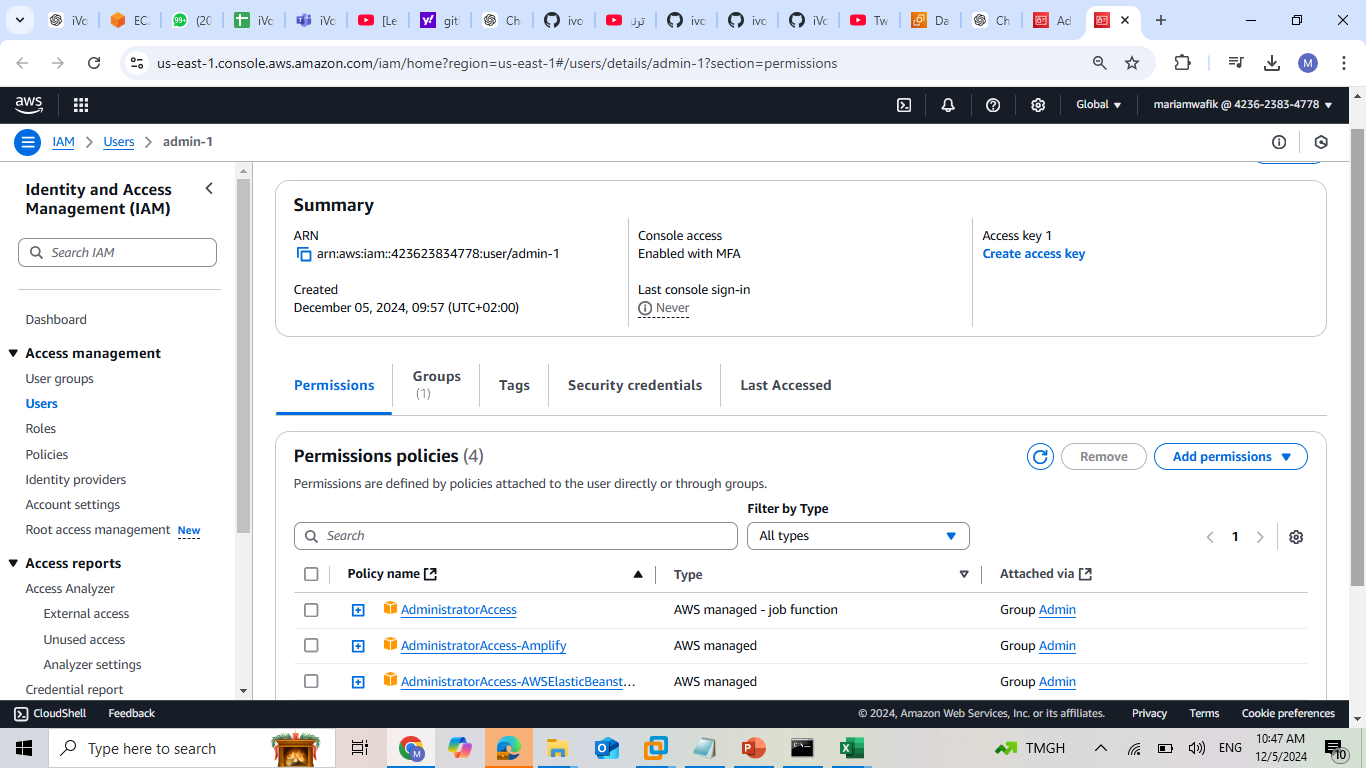 iVo
EC
99+
(20
iVo
iVo
[Le
git
Ch
ivo
ترن
ivo
ivo
iVo
Tw
Da
Ch
Ad
us-east-1.console.aws.amazon.com/iam/home?region=us-east-1#/users/details/admin-1?section=permissions
M
aws
Global
mariamwafik @ 4236-2383-4778
IAM
Users
admin-1
Identity and Access
Management (IAM)
Search IAM
Dashboard
Access management
User groups
Users
Roles
Policies
Identity providers
Account settings
Root access management New
Access reports
Access Analyzer
External access
Unused access
Analyzer settings
Credential report
Summary
ARN
arn:aws:iam::423623834778:user/admin-1
Created
December 05, 2024, 09:57 (UTC+02:00)
Console access
Enabled with MFA
Last console sign-in
Never
Access key 1
Create access key
Permissions
Groups
(1)
Tags
Security credentials
Last Accessed
Permissions policies (4)
Remove
Add permissions
Permissions are defined by policies attached to the user directly or through groups.
Filter by Type
Search
All types
1
Policy name
Type
Attached via
AdministratorAccess
AWS managed - job function
Group Admin
AdministratorAccess-Amplify
AWS managed
Group Admin
AdministratorAccess-AWSElasticBeanst…
AWS managed
Group Admin
CloudShell
Feedback
© 2024, Amazon Web Services, Inc. or its affiliates.
Privacy
Terms
Cookie preferences
Type here to search
TMGH
ENG
10:47 AM
12/5/2024
10